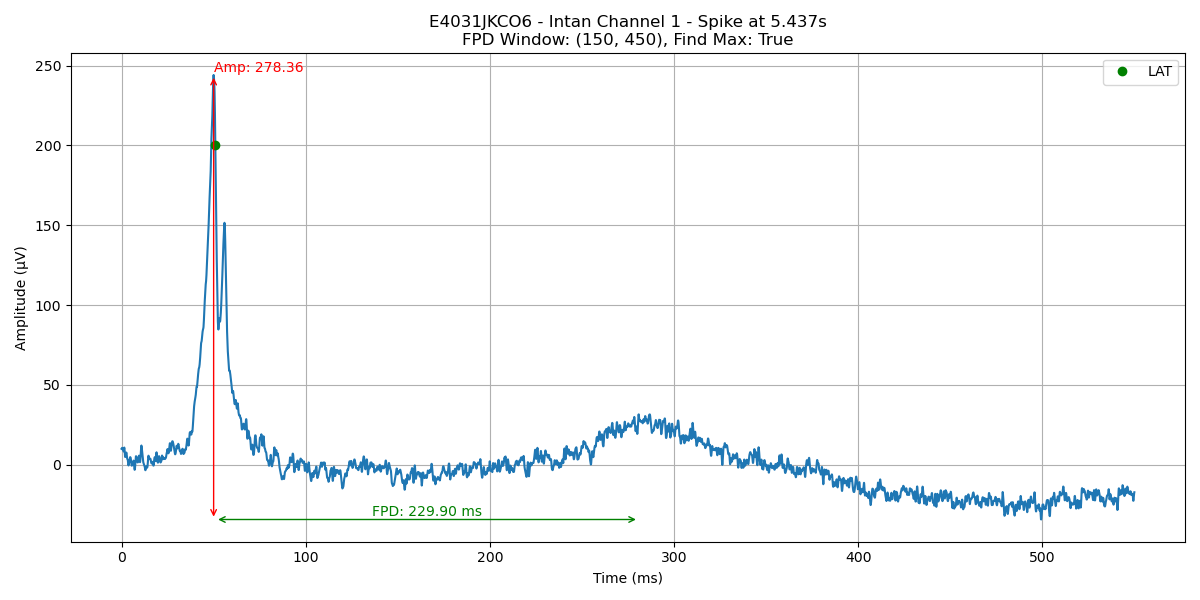 E4031JKCO6 - Intan Channel 1 - Spike at 5.437s
FPD Window: (150, 450), Find Max: True
Amp: 278.36
LAT
250
200
150
100
50
0
Amplitude (µV)
FPD: 229.90 ms
0 100 200 300 400 500
Time (ms)